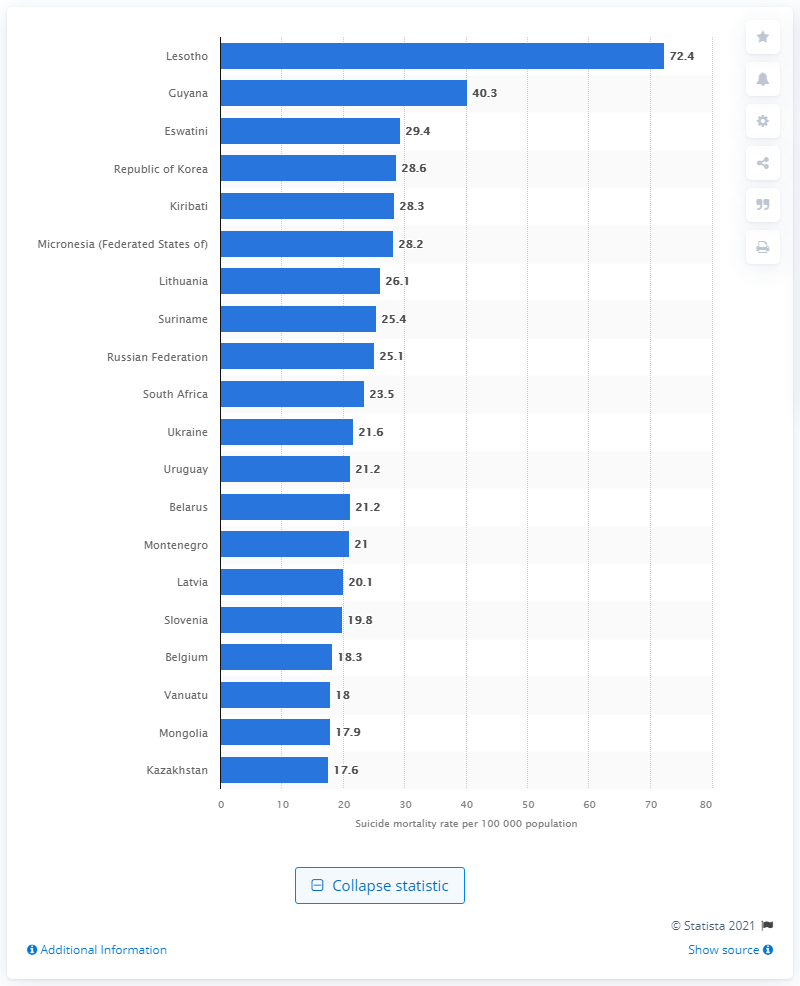 Lesotho 72.4
Guyana 40.3
Eswatini 29.4
Republic of Korea 28.6
Kiribati 28.3
Micronesia (Federated States of) 28.2
Lithuania 26.1
Suriname 25.4
Russian Federation 25.1
South Africa 23.5
Ukraine 21.6
Uruguay 21.2
Belarus 21.2
Montenegro 21
Latvia 20.1
Slovenia 19.8
Belgium 18.3
Vanuatu 18
Mongolia 17.9
Kazakhstan 17.6
0 10 20 30 40 50 60 70 80
Suicide mortality rate per 100 000 population
Collapse statistic
© Statista 2021
Additional Information
Show source